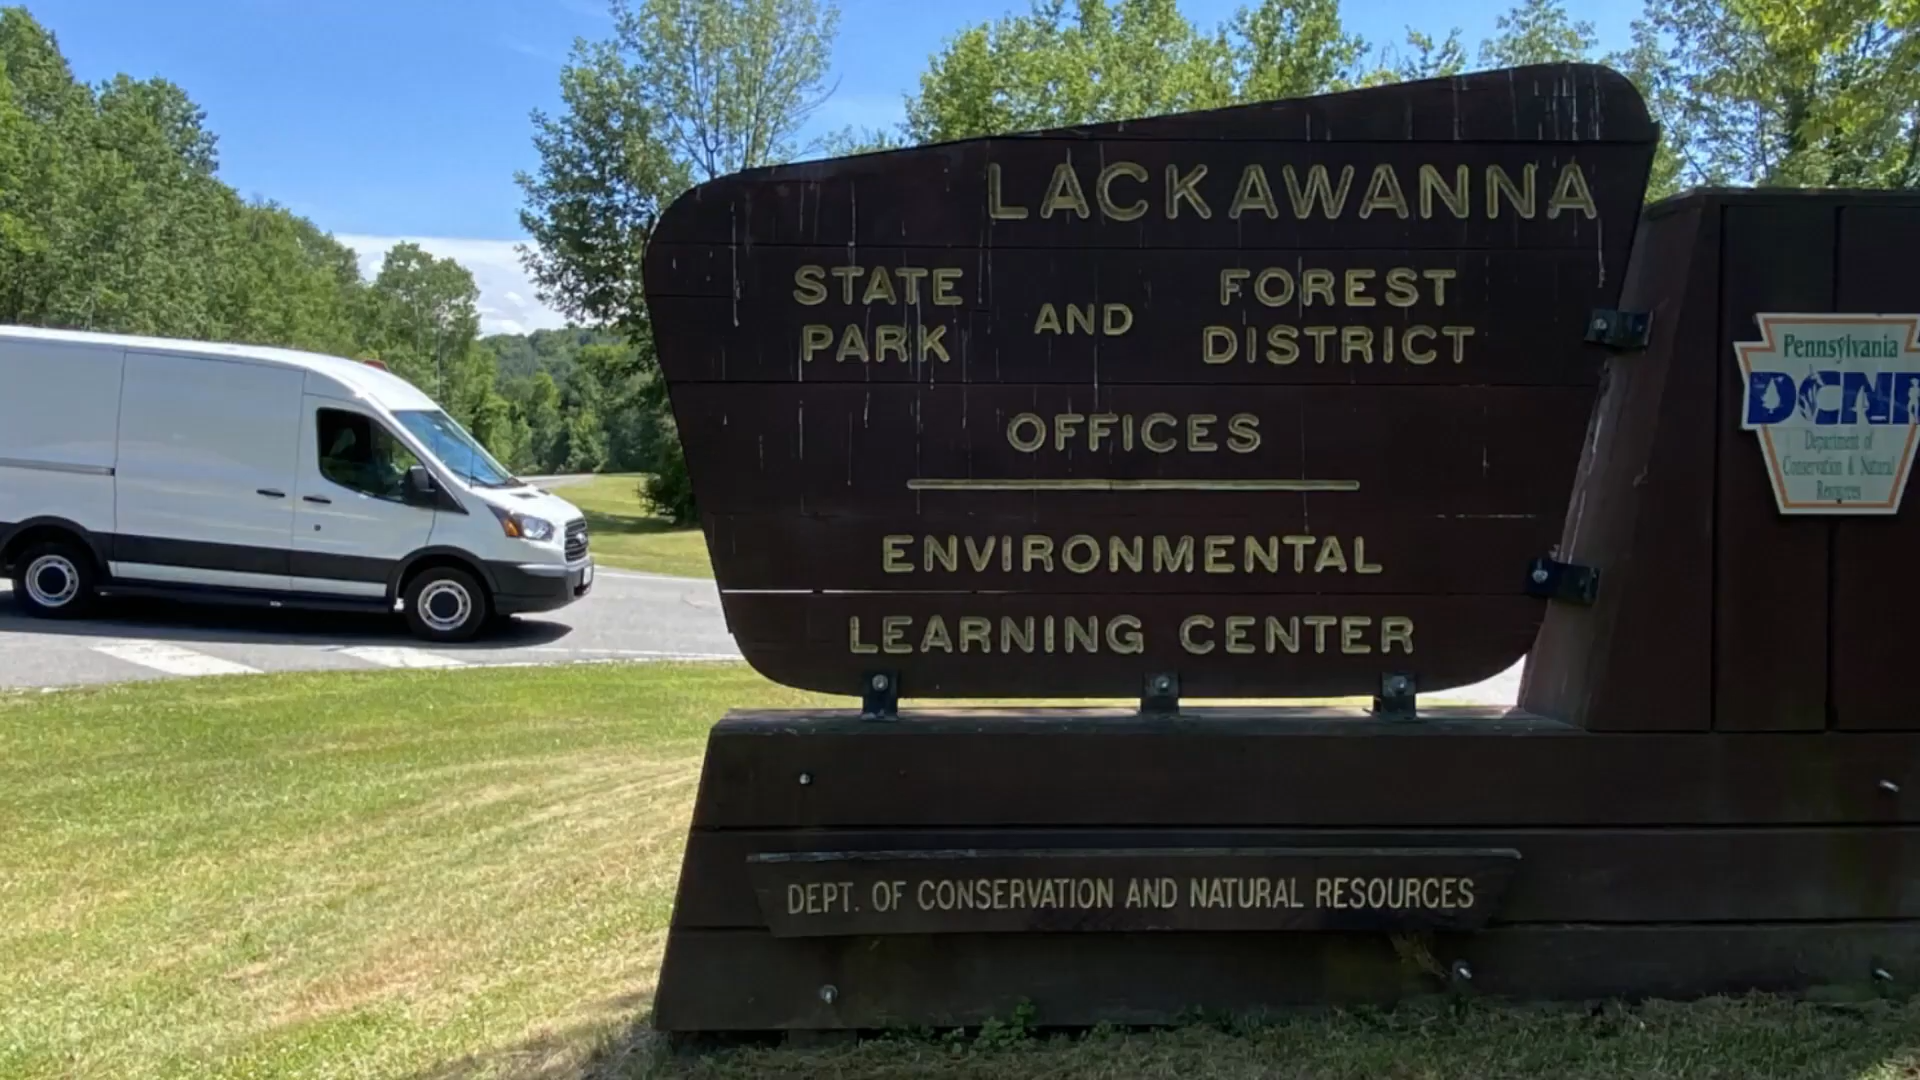 LACKAWANNA
STATE PARK AND FOREST DISTRICT
OFFICES
ENVIRONMENTAL
LEARNING CENTER
DEPT. OF CONSERVATION AND NATURAL RESOURCES
Pennsylvania
DCNR
Department of
Conservation & Natural
Resources